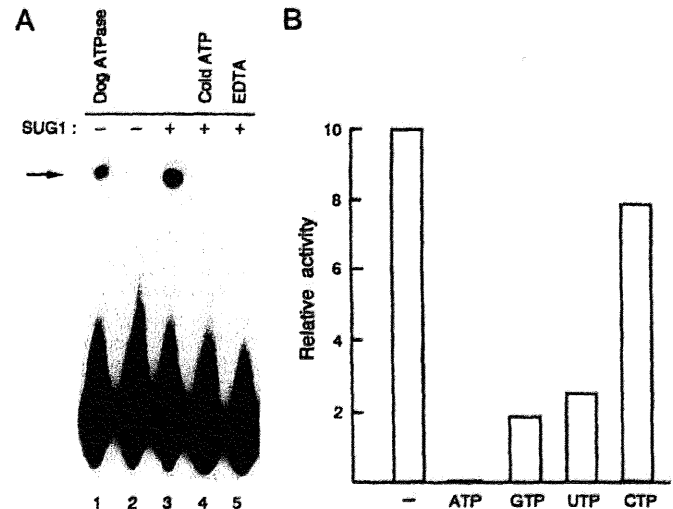 A
B
Dog ATPase
Cold ATP
EDTA
SUG1 : - - + + +
1 2 3 4 5
Relative activity
10
8
6
4
2
- ATP GTP UTP CTP